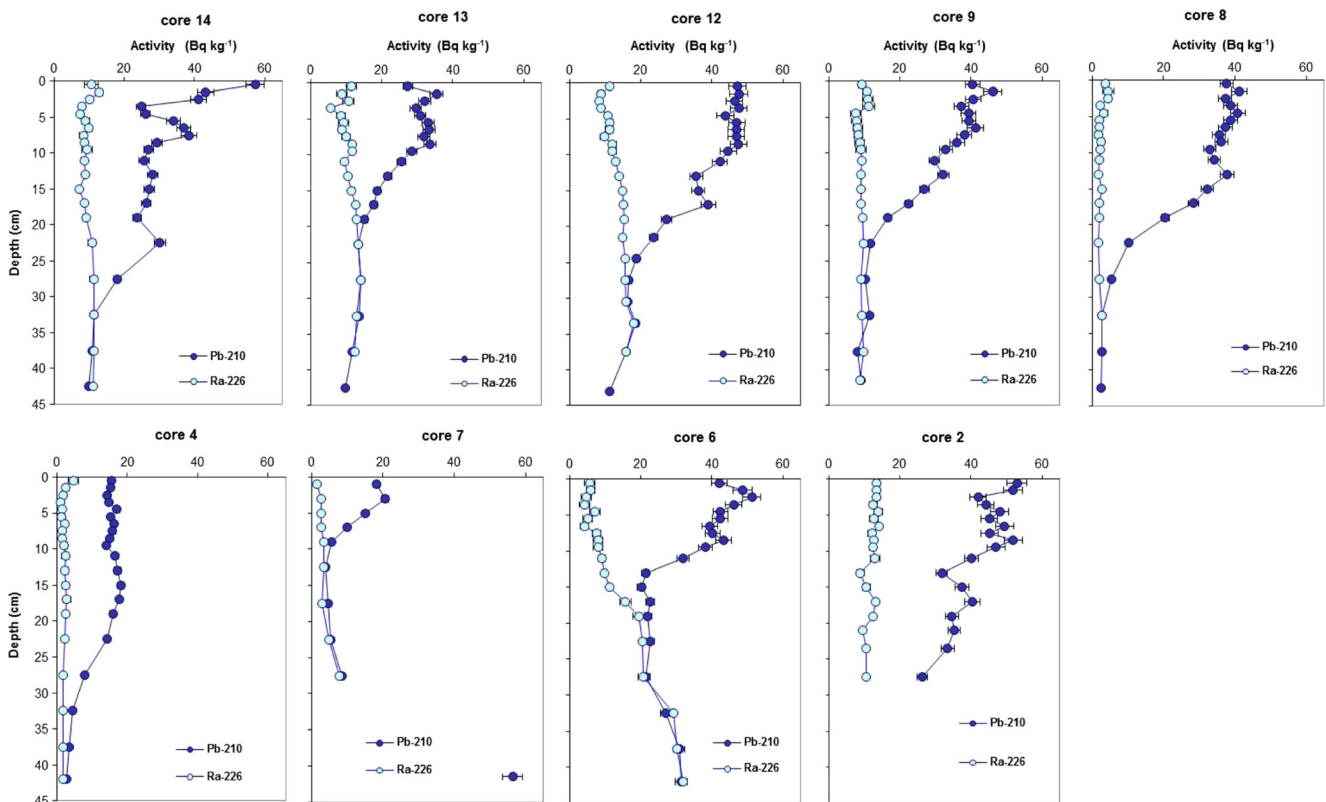 core 14
Activity (Bq kg-1)
0 20 40 60
0
5
10
15
20
25
30
35
40
45
Depth (cm)
Pb-210
Ra-226
core 13
Activity (Bq kg-1)
0 20 40 60
Pb-210
Ra-226
core 12
Activity (Bq kg-1)
0 20 40 60
Pb-210
Ra-226
core 9
Activity (Bq kg-1)
0 20 40 60
Pb-210
Ra-226
core 8
Activity (Bq kg-1)
0 20 40 60
Pb-210
Ra-226
core 4
0 20 40 60
0
5
10
15
20
25
30
35
40
45
Depth (cm)
Pb-210
Ra-226
core 7
0 20 40 60
Pb-210
Ra-226
core 6
0 20 40 60
Pb-210
Ra-226
core 2
0 20 40 60
Pb-210
Ra-226